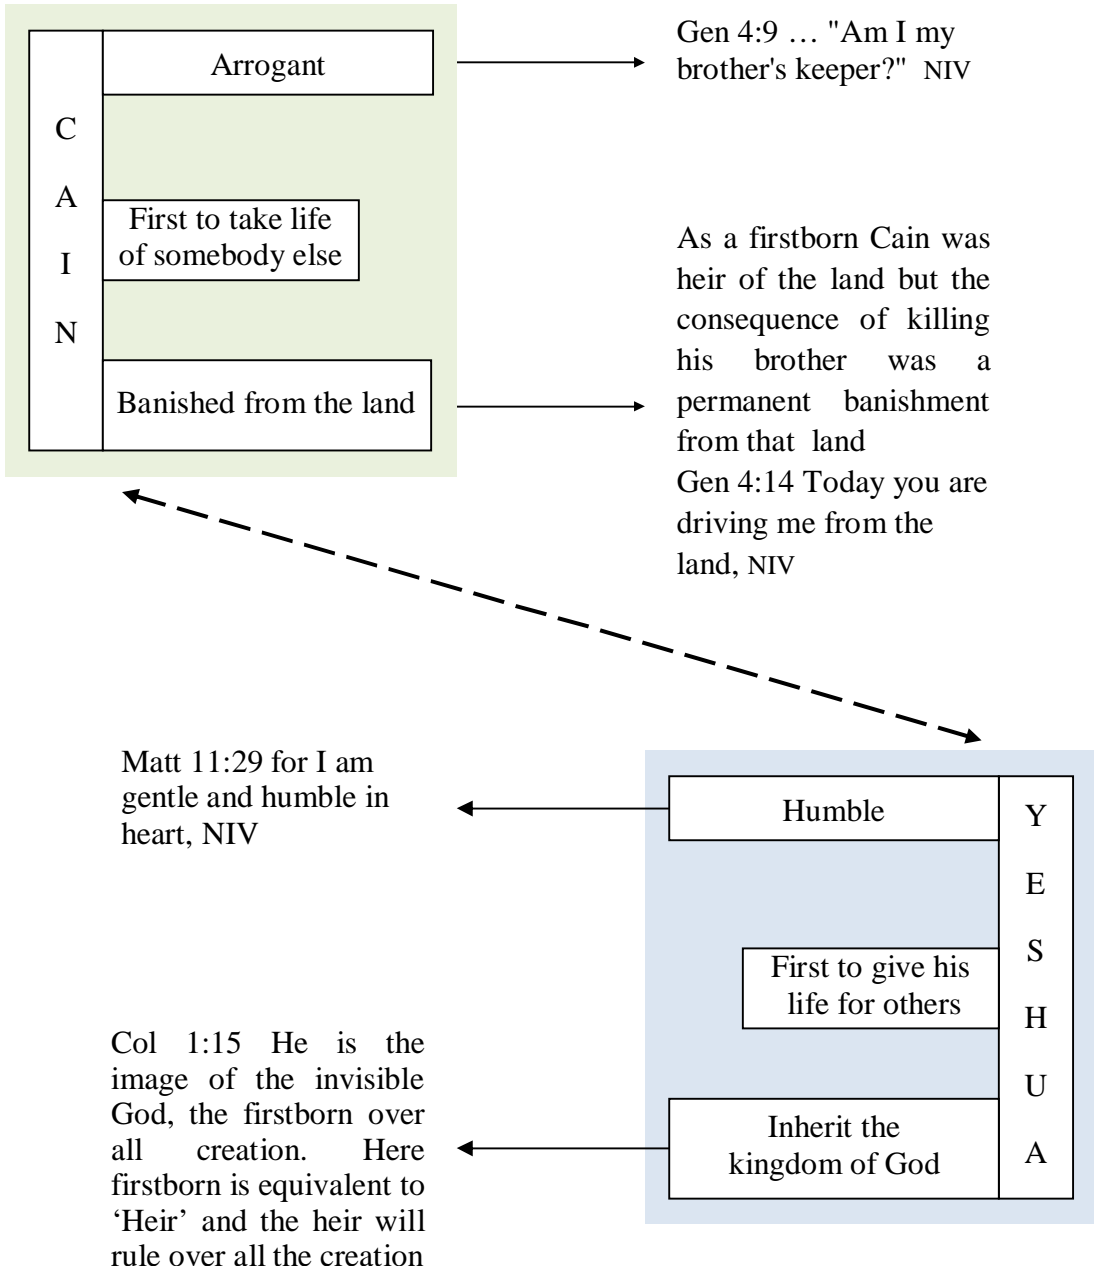 Arrogant
Gen 4:9 … "Am I my
brother's keeper?" NIV
C
A
I
N
First to take life
of somebody else
Banished from the land
As a firstborn Cain was
heir of the land but the
consequence of killing
his brother was a
permanent banishment
from that land
Gen 4:14 Today you are
driving me from the
land, NIV
Matt 11:29 for I am
gentle and humble in
heart, NIV
Humble
Y
E
S
H
U
A
First to give his
life for others
Inherit the
kingdom of God
Col 1:15 He is the
image of the invisible
God, the firstborn over
all creation. Here
firstborn is equivalent to
‘Heir’ and the heir will
rule over all the creation